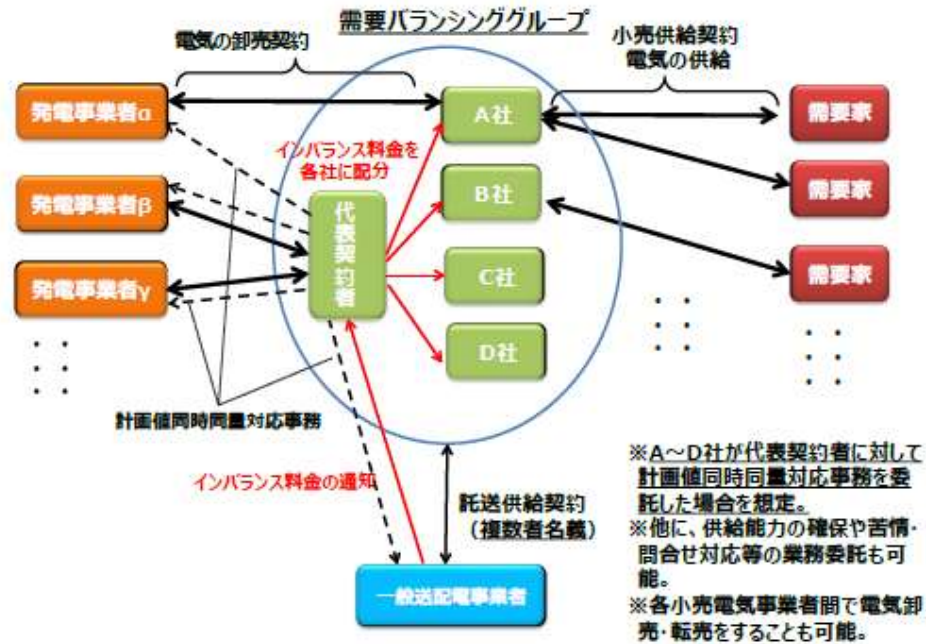 需要バランシンググループ
電気の卸売契約
小売供給契約
電気の供給
発電事業者α
A社
需要家
インバランス料金を
各社に配分
発電事業者β
代表契約者
B社
需要家
発電事業者γ
C社
需要家
D社
計画値同時同量対応事務
インバランス料金の通知
託送供給契約
（複数者名義）
一般送配電事業者
※A～D社が代表契約者に対して
計画値同時同量対応事務を委
託した場合を想定。
※他に、供給能力の確保や苦情・
問合せ対応等の業務委託も可
能。
※各小売電気事業者間で電気卸
売・転売をすることも可能。